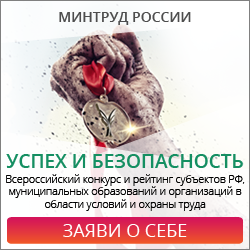 МИНТРУД РОССИИ
УСПЕХ И БЕЗОПАСНОСТЬ
Всероссийский конкурс и рейтинг субъектов РФ,
муниципальных образований и организаций в
области условий и охраны труда
ЗАЯВИ О СЕБЕ